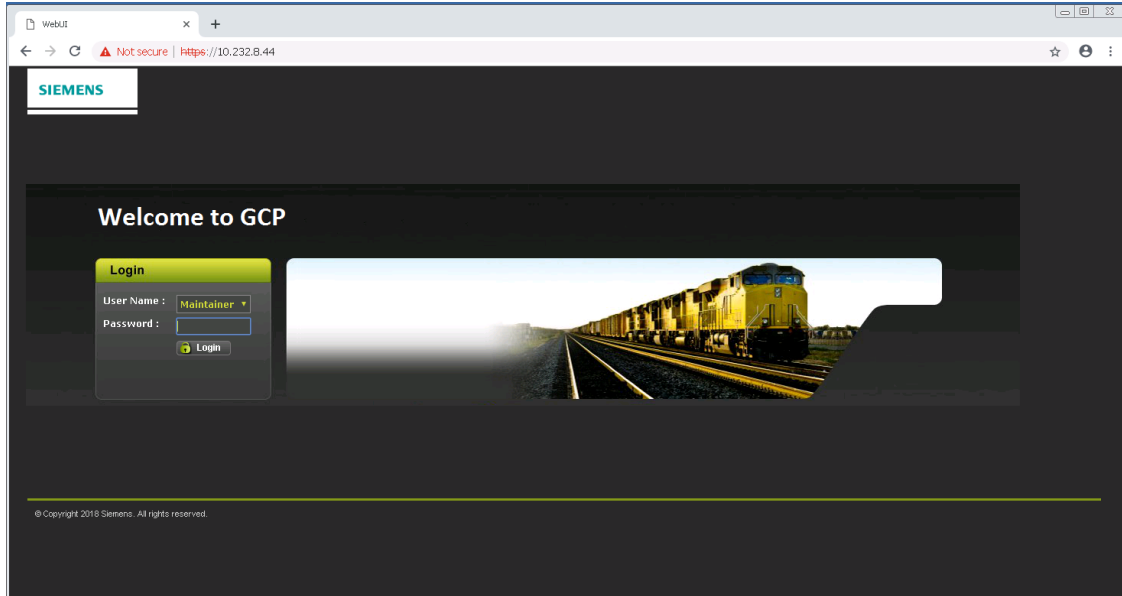 WebUI
Not secure | https://10.232.8.44
SIEMENS
Welcome to GCP
Login
User Name : Maintainer
Password :
Login
© Copyright 2018 Siemens. All rights reserved.